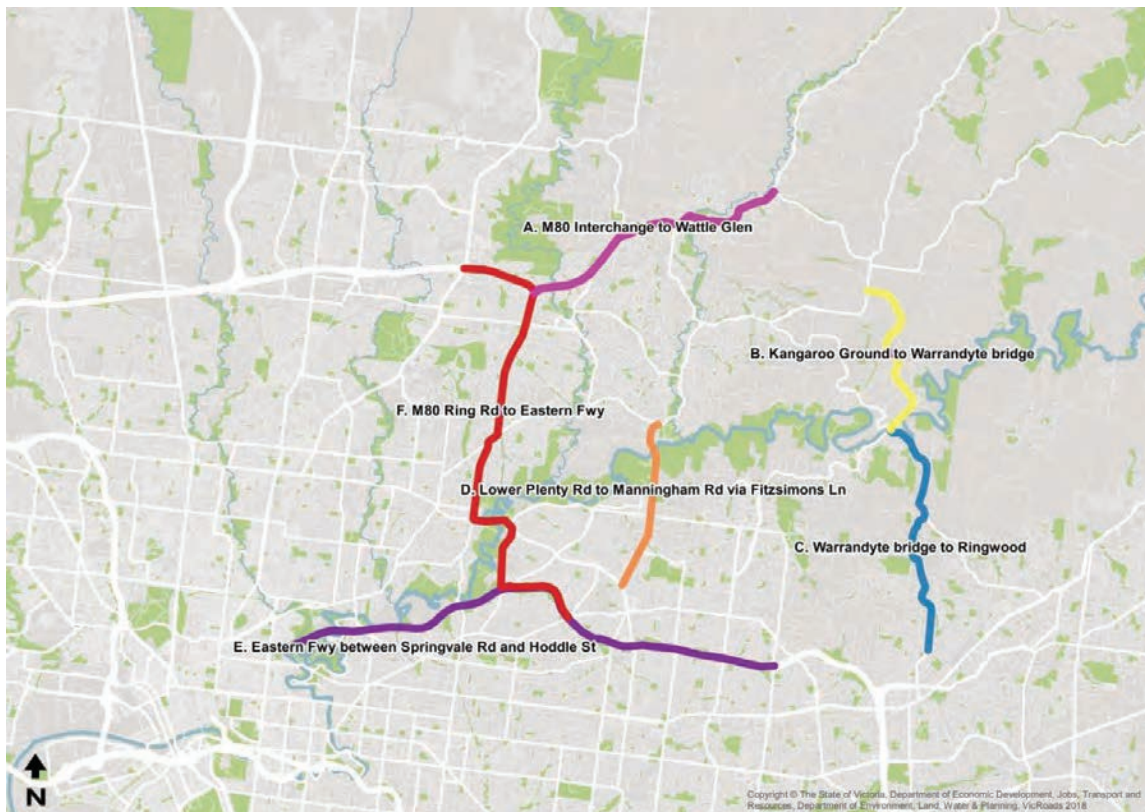 A. M80 Interchange to Wattle Glen
B. Kangaroo Ground to Warrandyte bridge
F. M80 Ring Rd to Eastern Fwy
D. Lower Plenty Rd to Manningham Rd via Fitzsimons Ln
C. Warrandyte bridge to Ringwood
E. Eastern Fwy between Springvale Rd and Hoddle St
N
Copyright © The State of Victoria, Department of Economic Development, Jobs, Transport and
Resources, Department of Environment, Land, Water & Planning, VicRoads 2018